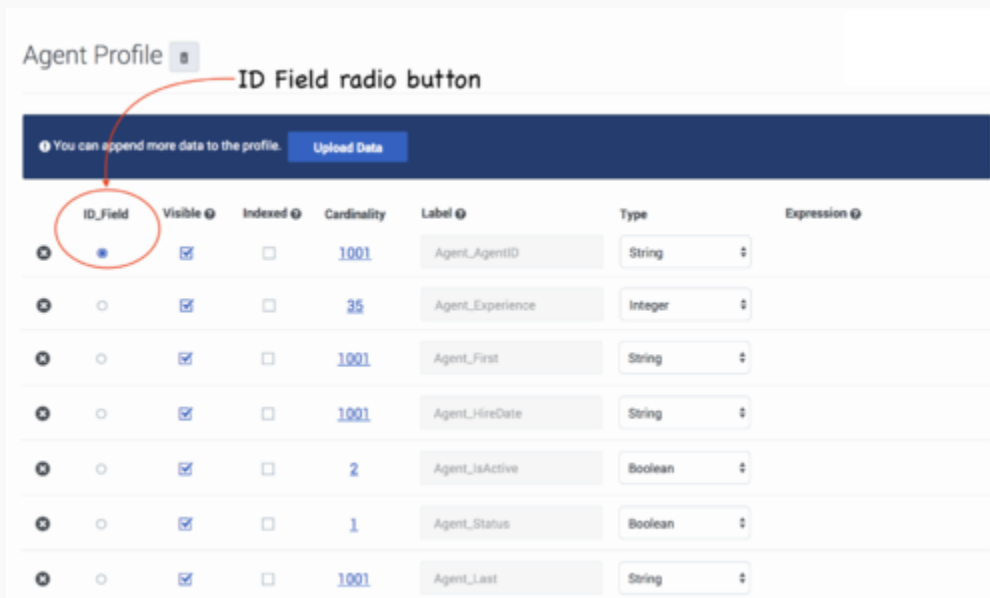 Agent Profile
ID Field radio button
You can append more data to the profile. Upload Data
ID_Field Visible Indexed Cardinality Label Type Expression
1001 Agent_AgentID String
35 Agent_Experience Integer
1001 Agent_First String
1001 Agent_HireDate String
2 Agent_IsActive Boolean
1 Agent_Status Boolean
1001 Agent_Last String